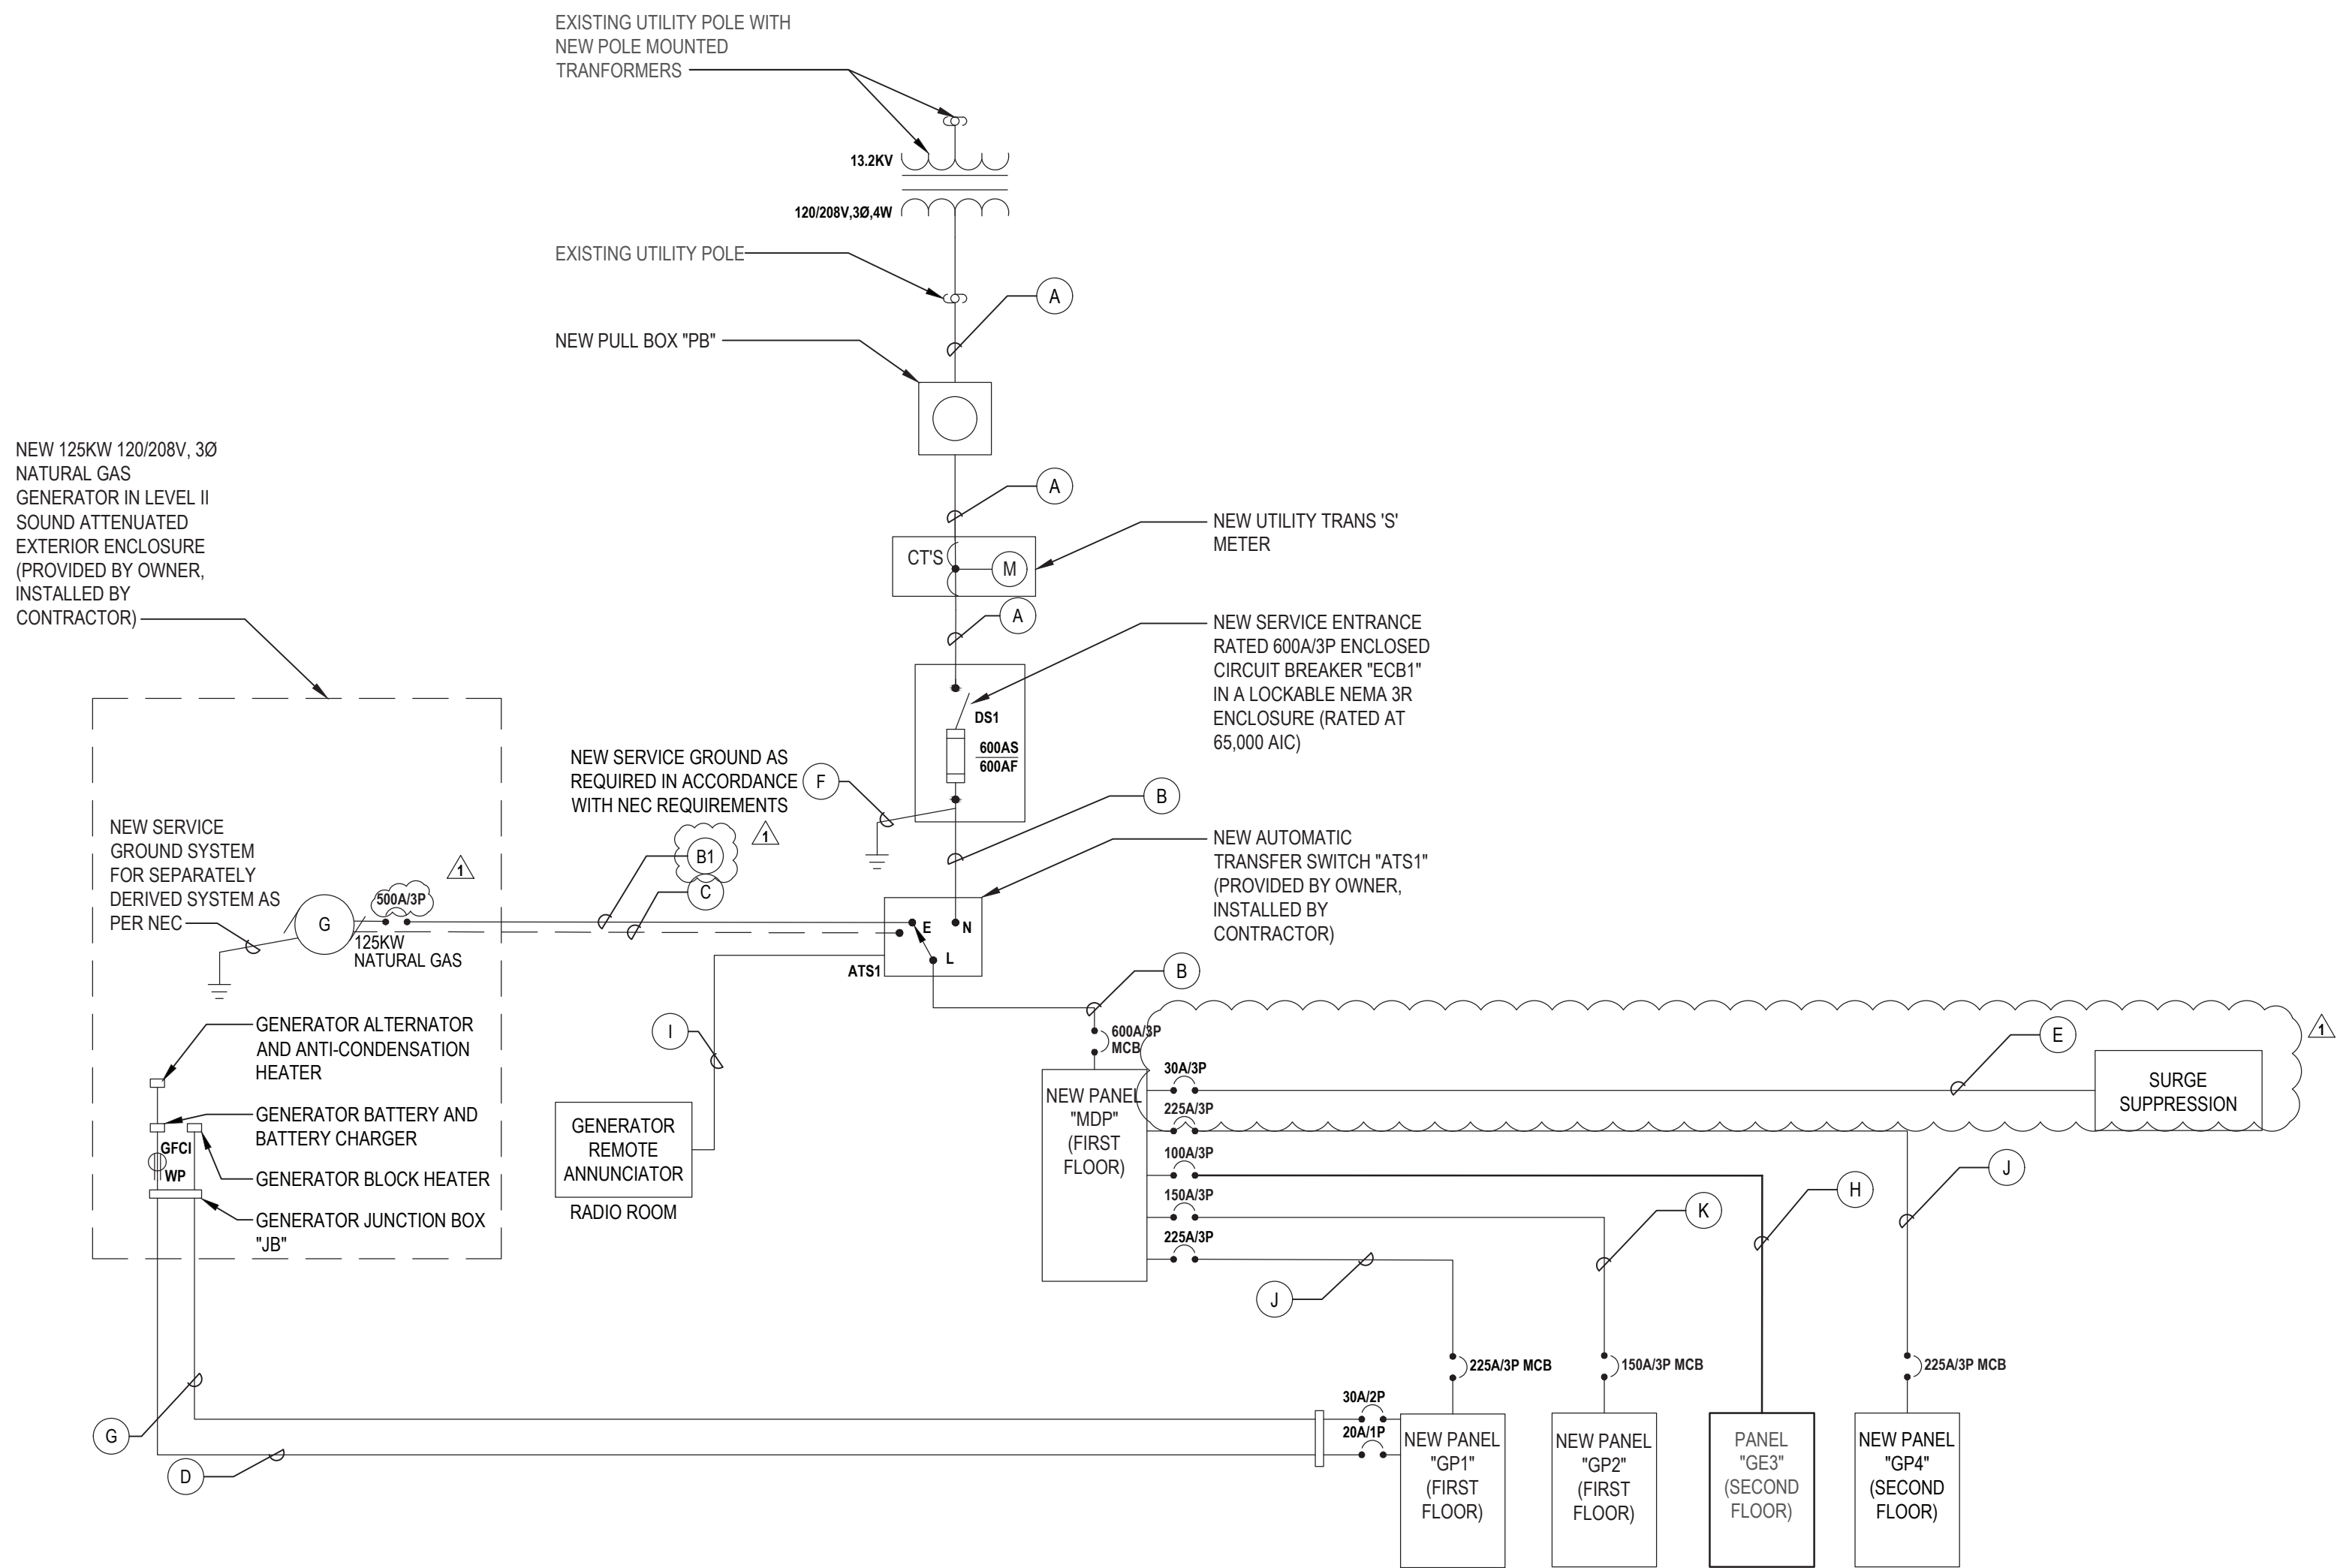 EXISTING UTILITY POLE WITH
NEW POLE MOUNTED
TRANFORMERS
13.2KV
120/208V,3Ø,4W
EXISTING UTILITY POLE
A
NEW PULL BOX "PB"
NEW 125KW 120/208V, 3Ø
NATURAL GAS
GENERATOR IN LEVEL II
SOUND ATTENUATED
EXTERIOR ENCLOSURE
(PROVIDED BY OWNER,
INSTALLED BY
CONTRACTOR)
A
NEW UTILITY TRANS 'S'
METER
CT'S
M
A
NEW SERVICE ENTRANCE
RATED 600A/3P ENCLOSED
CIRCUIT BREAKER "ECB1"
IN A LOCKABLE NEMA 3R
ENCLOSURE (RATED AT
65,000 AIC)
DS1
600AS
600AF
NEW SERVICE GROUND AS
REQUIRED IN ACCORDANCE
WITH NEC REQUIREMENTS
F
B
NEW SERVICE
GROUND SYSTEM
FOR SEPARATELY
DERIVED SYSTEM AS
PER NEC
1
B1
1
C
NEW AUTOMATIC
TRANSFER SWITCH "ATS1"
(PROVIDED BY OWNER,
INSTALLED BY
CONTRACTOR)
500A/3P
G
125KW
NATURAL GAS
E
N
L
ATS1
B
GENERATOR ALTERNATOR
AND ANTI-CONDENSATION
HEATER
GENERATOR BATTERY AND
BATTERY CHARGER
GFCI
WP
GENERATOR BLOCK HEATER
GENERATOR JUNCTION BOX
"JB"
I
GENERATOR
REMOTE
ANNUNCIATOR
RADIO ROOM
600A/3P
MCB
E
1
30A/3P
SURGE
SUPPRESSION
NEW PANEL
"MDP"
(FIRST
FLOOR)
225A/3P
100A/3P
150A/3P
225A/3P
J
H
K
J
225A/3P MCB
150A/3P MCB
225A/3P MCB
G
D
30A/2P
20A/1P
NEW PANEL
"GP1"
(FIRST
FLOOR)
NEW PANEL
"GP2"
(FIRST
FLOOR)
PANEL
"GE3"
(SECOND
FLOOR)
NEW PANEL
"GP4"
(SECOND
FLOOR)